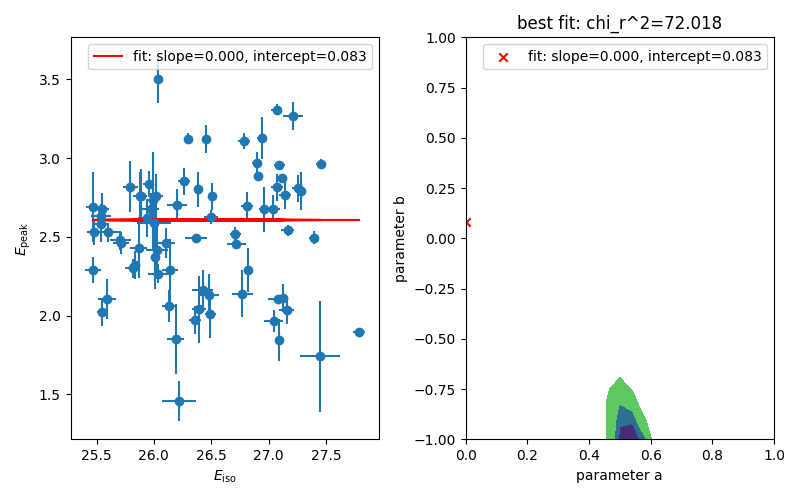 fit: slope=0.000, intercept=0.083
3.5
3.0
2.5
2.0
1.5
25.5 26.0 26.5 27.0 27.5
E_peak
E_iso
best fit: chi_r^2=72.018
fit: slope=0.000, intercept=0.083
1.00
0.75
0.50
0.25
0.00
−0.25
−0.50
−0.75
−1.00
0.0 0.2 0.4 0.6 0.8 1.0
parameter b
parameter a